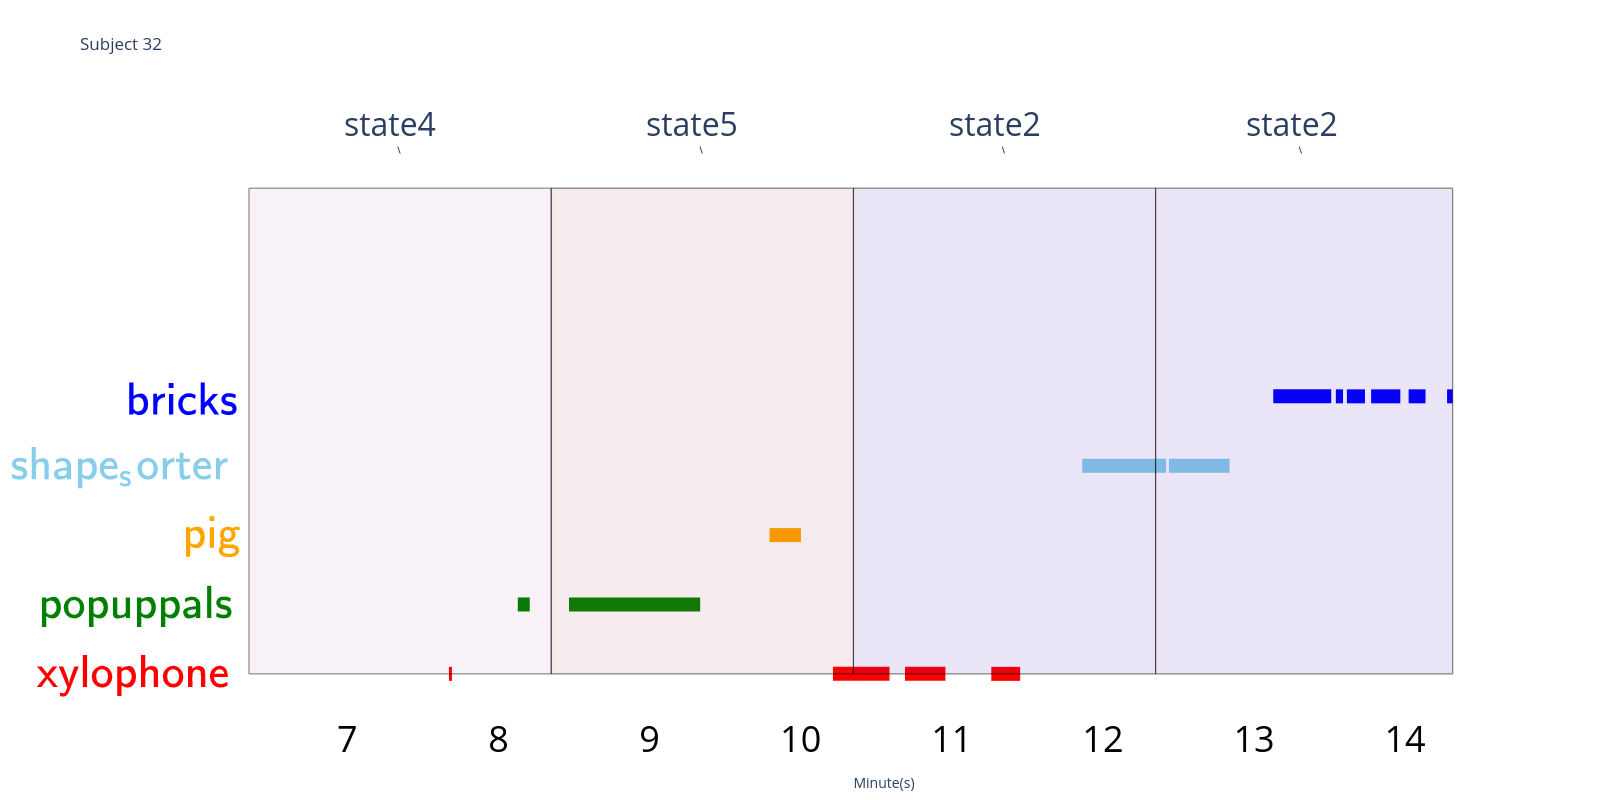 Subject 32
state4 state5 state2 state2
bricks
shapesorter
pig
popuppals
xylophone
7 8 9 10 11 12 13 14
Minute(s)